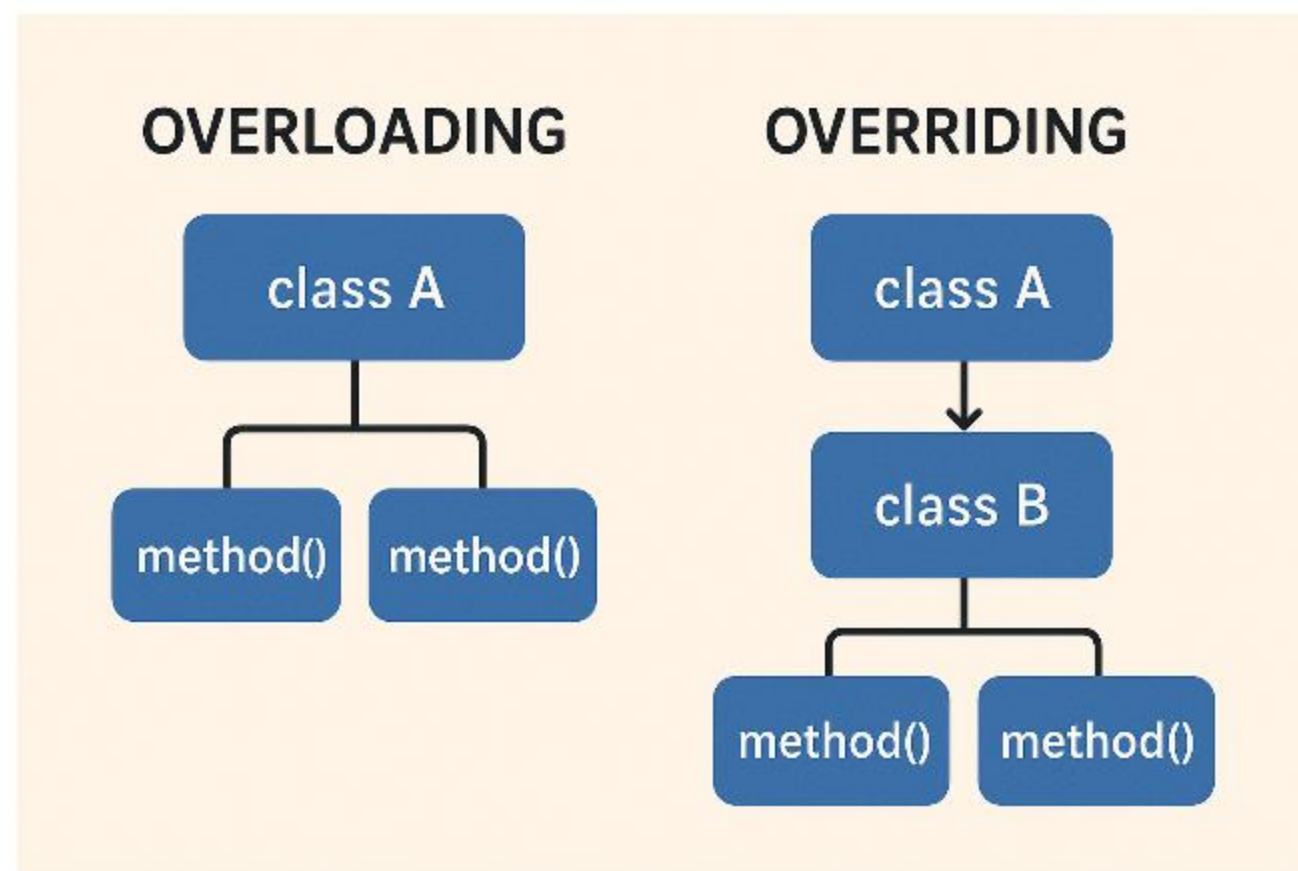 OVERLOADING
class A
method()
method()
OVERRIDING
class A
class B
method()
method()